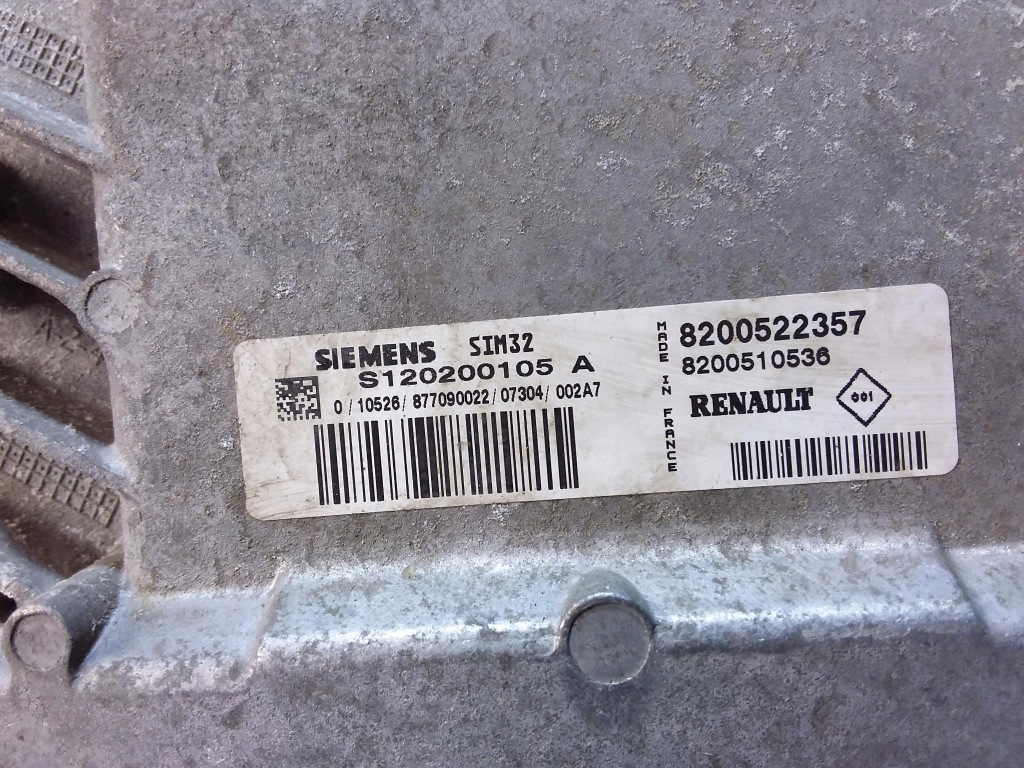 SIEMENS SIM32
S120200105 A
0/10526/877090022/07304/002A7
MADE IN FRANCE
8200522357
8200510536
RENAULT
001